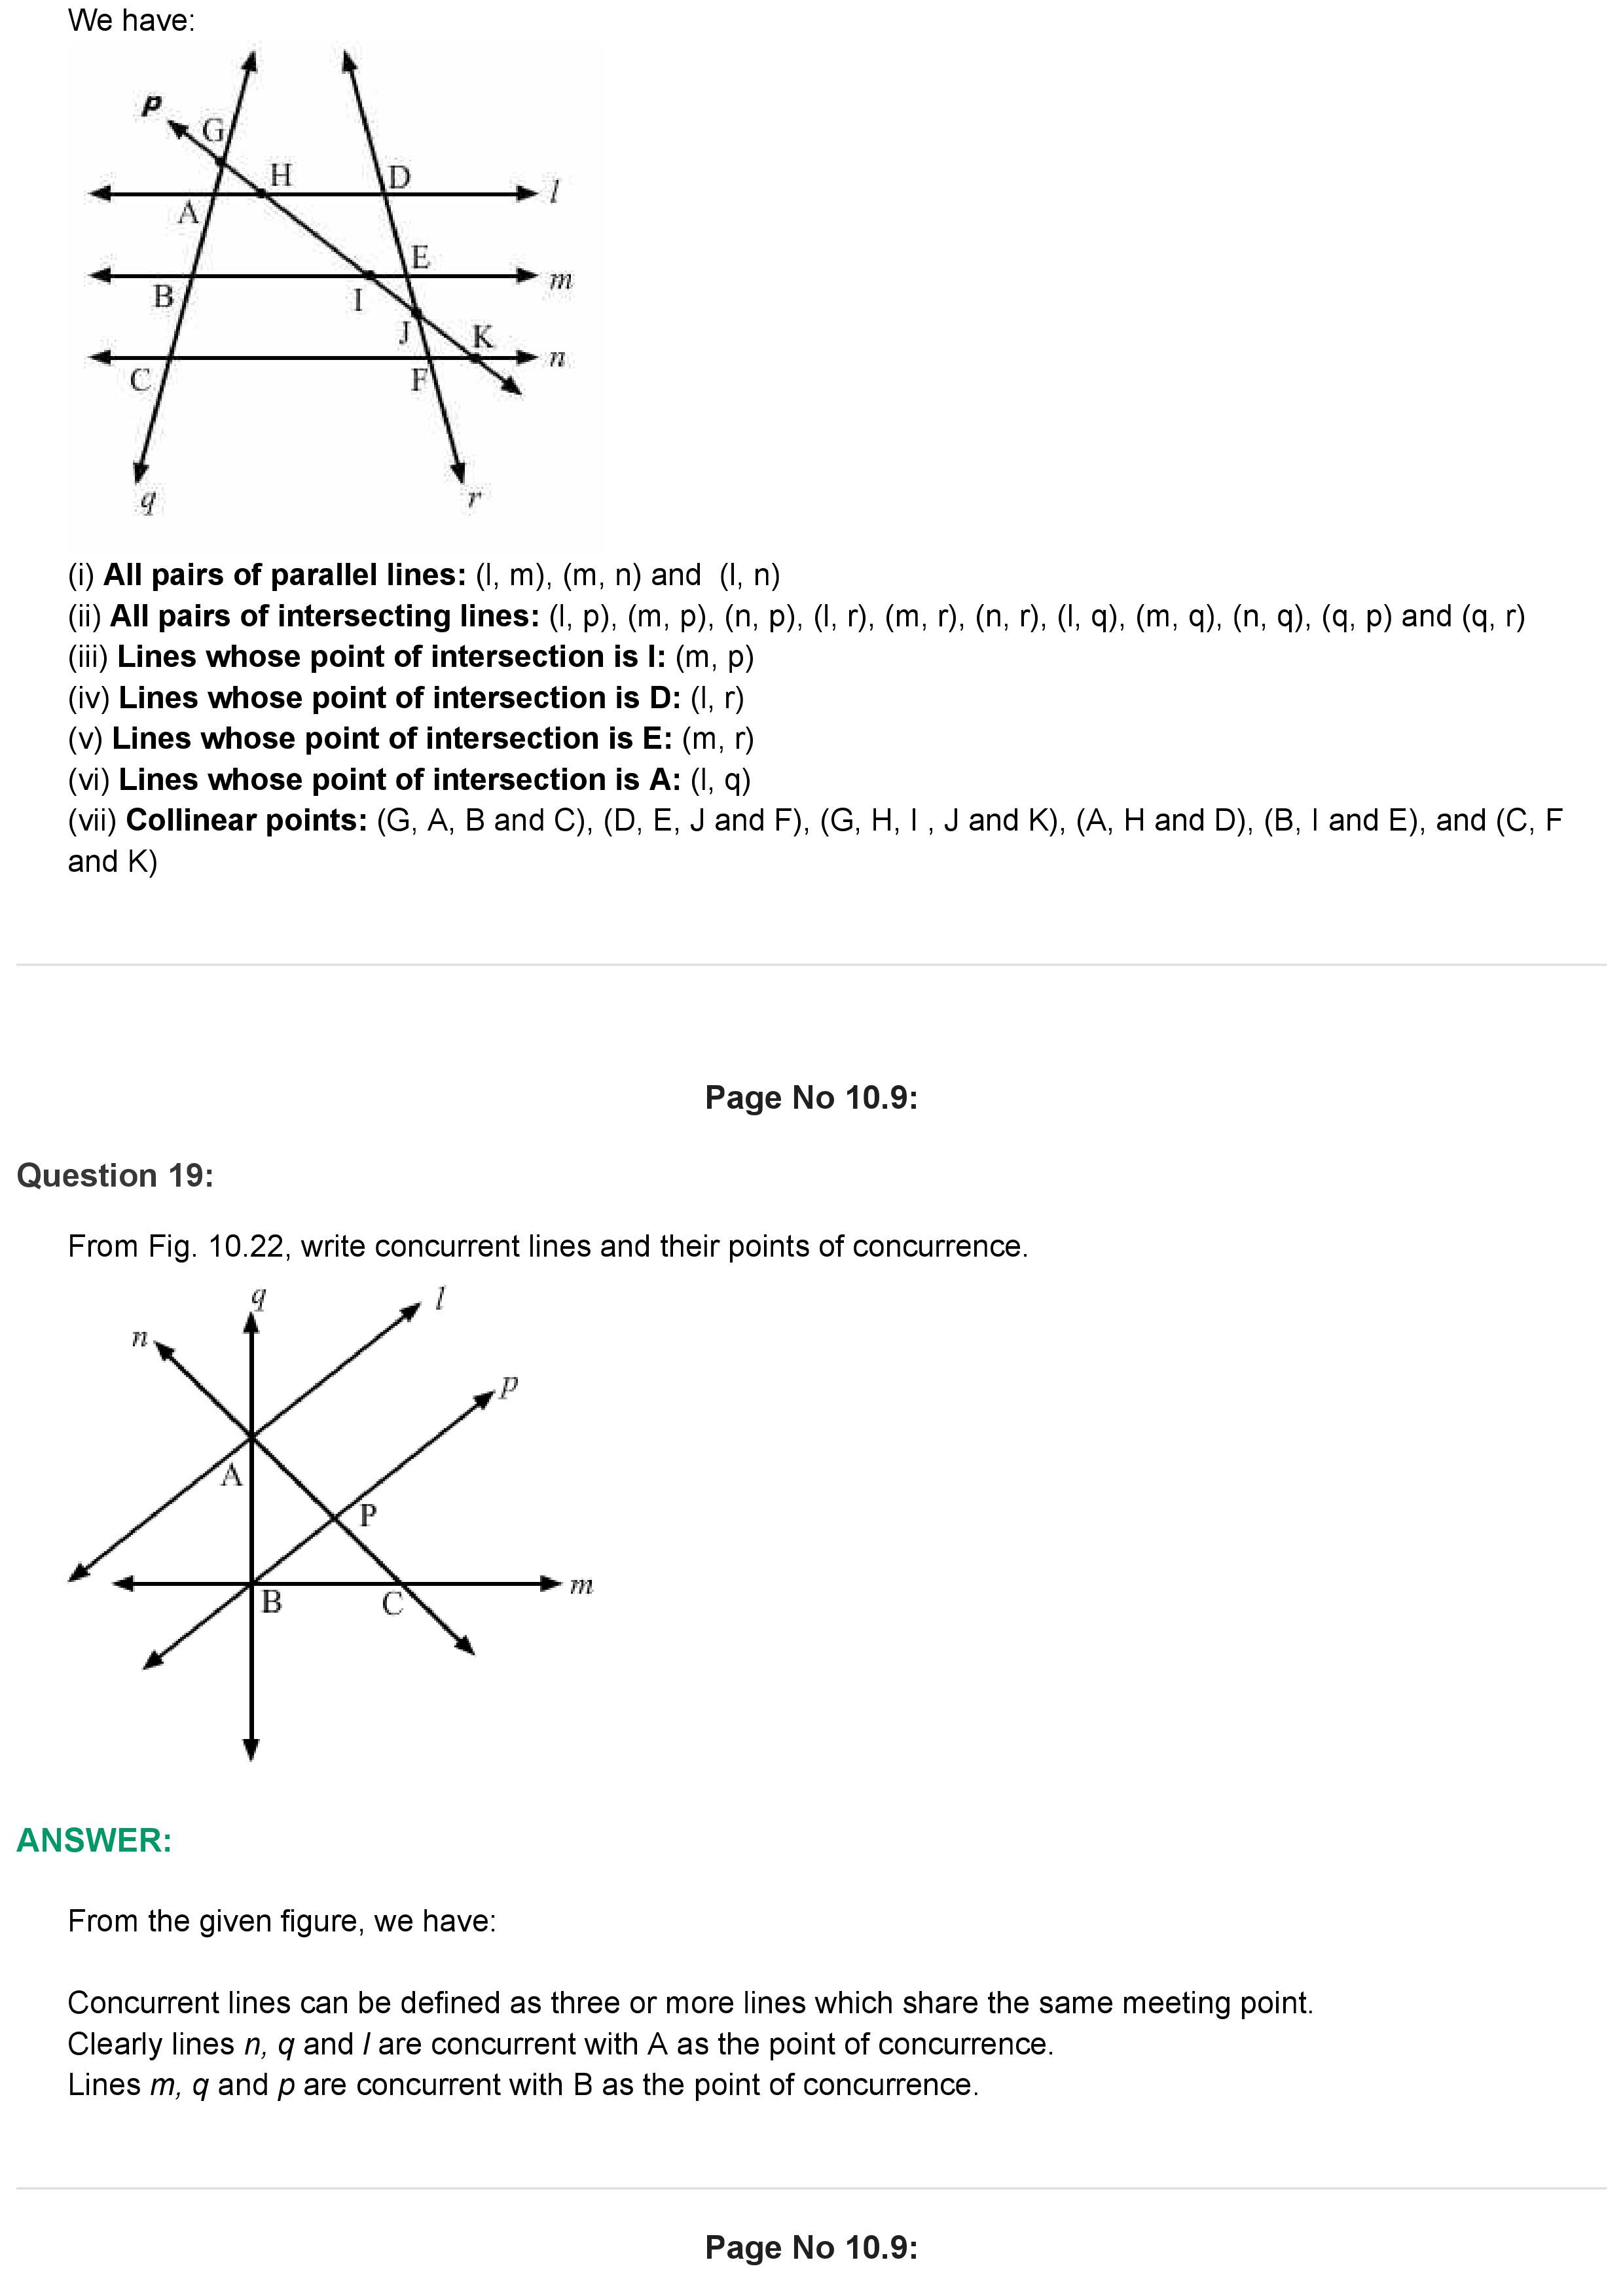 We have:
p
G
H
D
l
A
E
m
B
I
J
K
n
C
F
q
r
(i) All pairs of parallel lines: (l, m), (m, n) and  (l, n)
(ii) All pairs of intersecting lines: (l, p), (m, p), (n, p), (l, r), (m, r), (n, r), (l, q), (m, q), (n, q), (q, p) and (q, r)
(iii) Lines whose point of intersection is I: (m, p)
(iv) Lines whose point of intersection is D: (l, r)
(v) Lines whose point of intersection is E: (m, r)
(vi) Lines whose point of intersection is A: (l, q)
(vii) Collinear points: (G, A, B and C), (D, E, J and F), (G, H, I , J and K), (A, H and D), (B, I and E), and (C, F
and K)
Page No 10.9:
Question 19:
From Fig. 10.22, write concurrent lines and their points of concurrence.
q
l
n
p
A
P
m
B
C
ANSWER:
From the given figure, we have:
Concurrent lines can be defined as three or more lines which share the same meeting point.
Clearly lines n, q and l are concurrent with A as the point of concurrence.
Lines m, q and p are concurrent with B as the point of concurrence.
Page No 10.9: